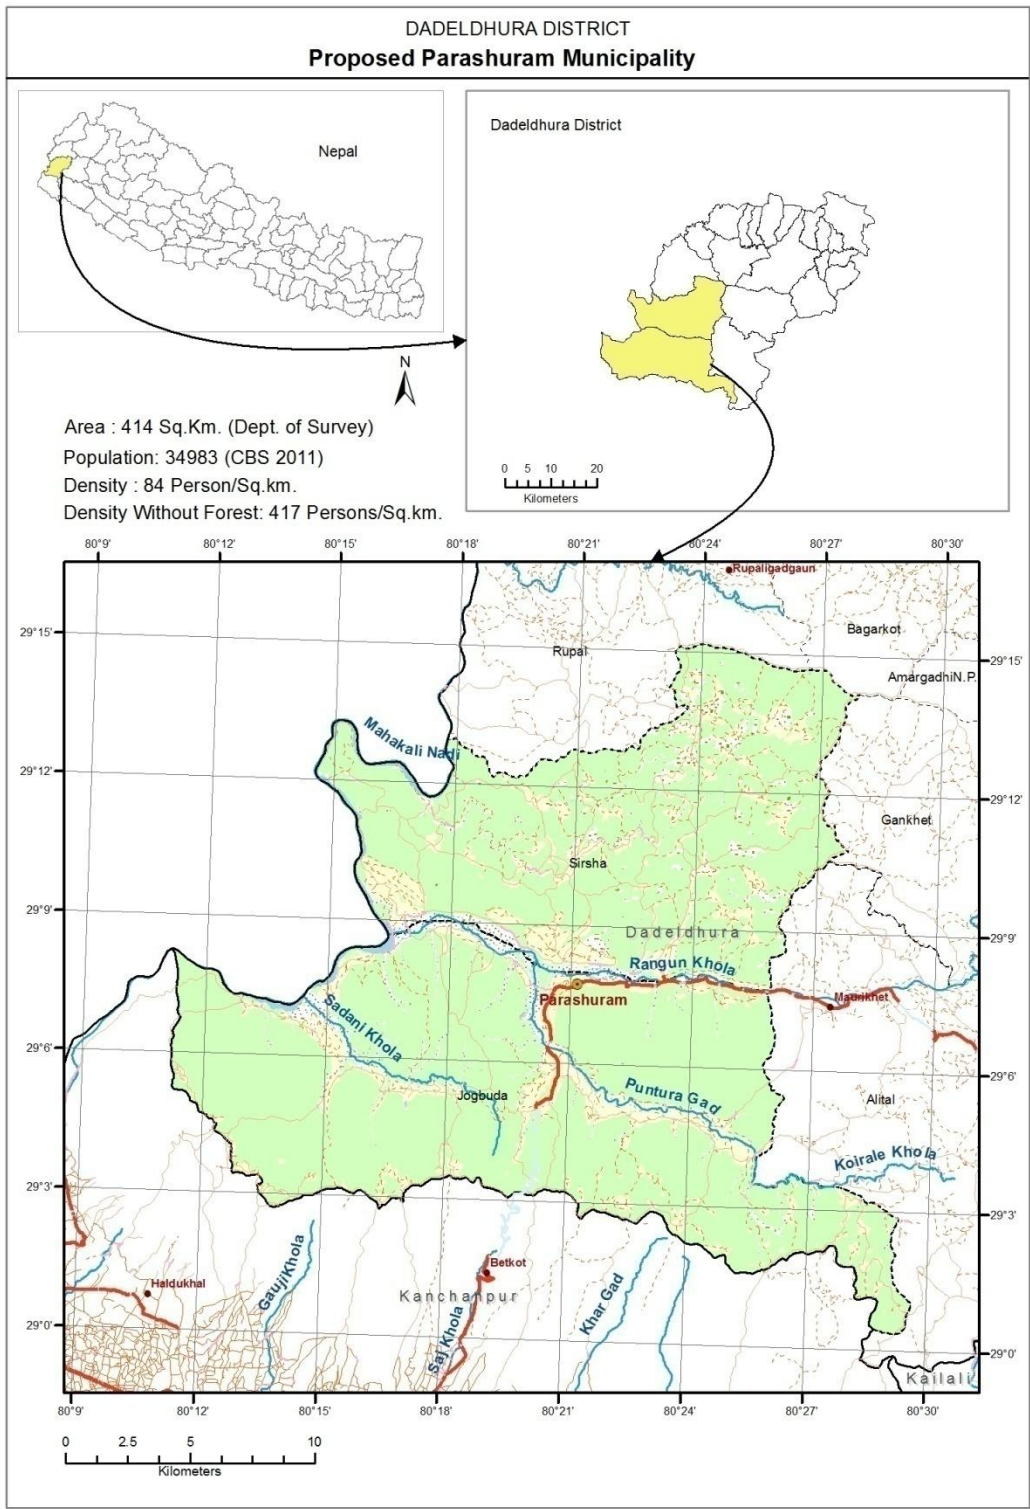 DADELDHURA DISTRICT
Proposed Parashuram Municipality
Nepal
Dadeldhura District
0 5 10 20
Kilometers
N
Area : 414 Sq.Km. (Dept. of Survey)
Population: 34983 (CBS 2011)
Density : 84 Person/Sq.km.
Density Without Forest: 417 Persons/Sq.km.
80°9' 80°12' 80°15' 80°18' 80°21' 80°24' 80°27' 80°30'
Rupaligadgaun
Bagarkot
29°15'
Rupal
29°15'
AmargadhiN.P.
Mahakali Nadi
29°12'
29°12'
Gankhet
Sirsha
29°9'
Dadeldhura
29°9'
Rangun Khola
Parashuram
Maurikhet
Sadani Khola
29°6'
29°6'
Puntura Gad
Jogbuda
Alital
Koirale Khola
29°3'
29°3'
Gauji Khola
Betkot
Haldukhal
Kanchanpur
Khar Gad
Saj Khola
29°0'
29°0'
Kailali
80°9' 80°12' 80°15' 80°18' 80°21' 80°24' 80°27' 80°30'
0 2.5 5 10
Kilometers